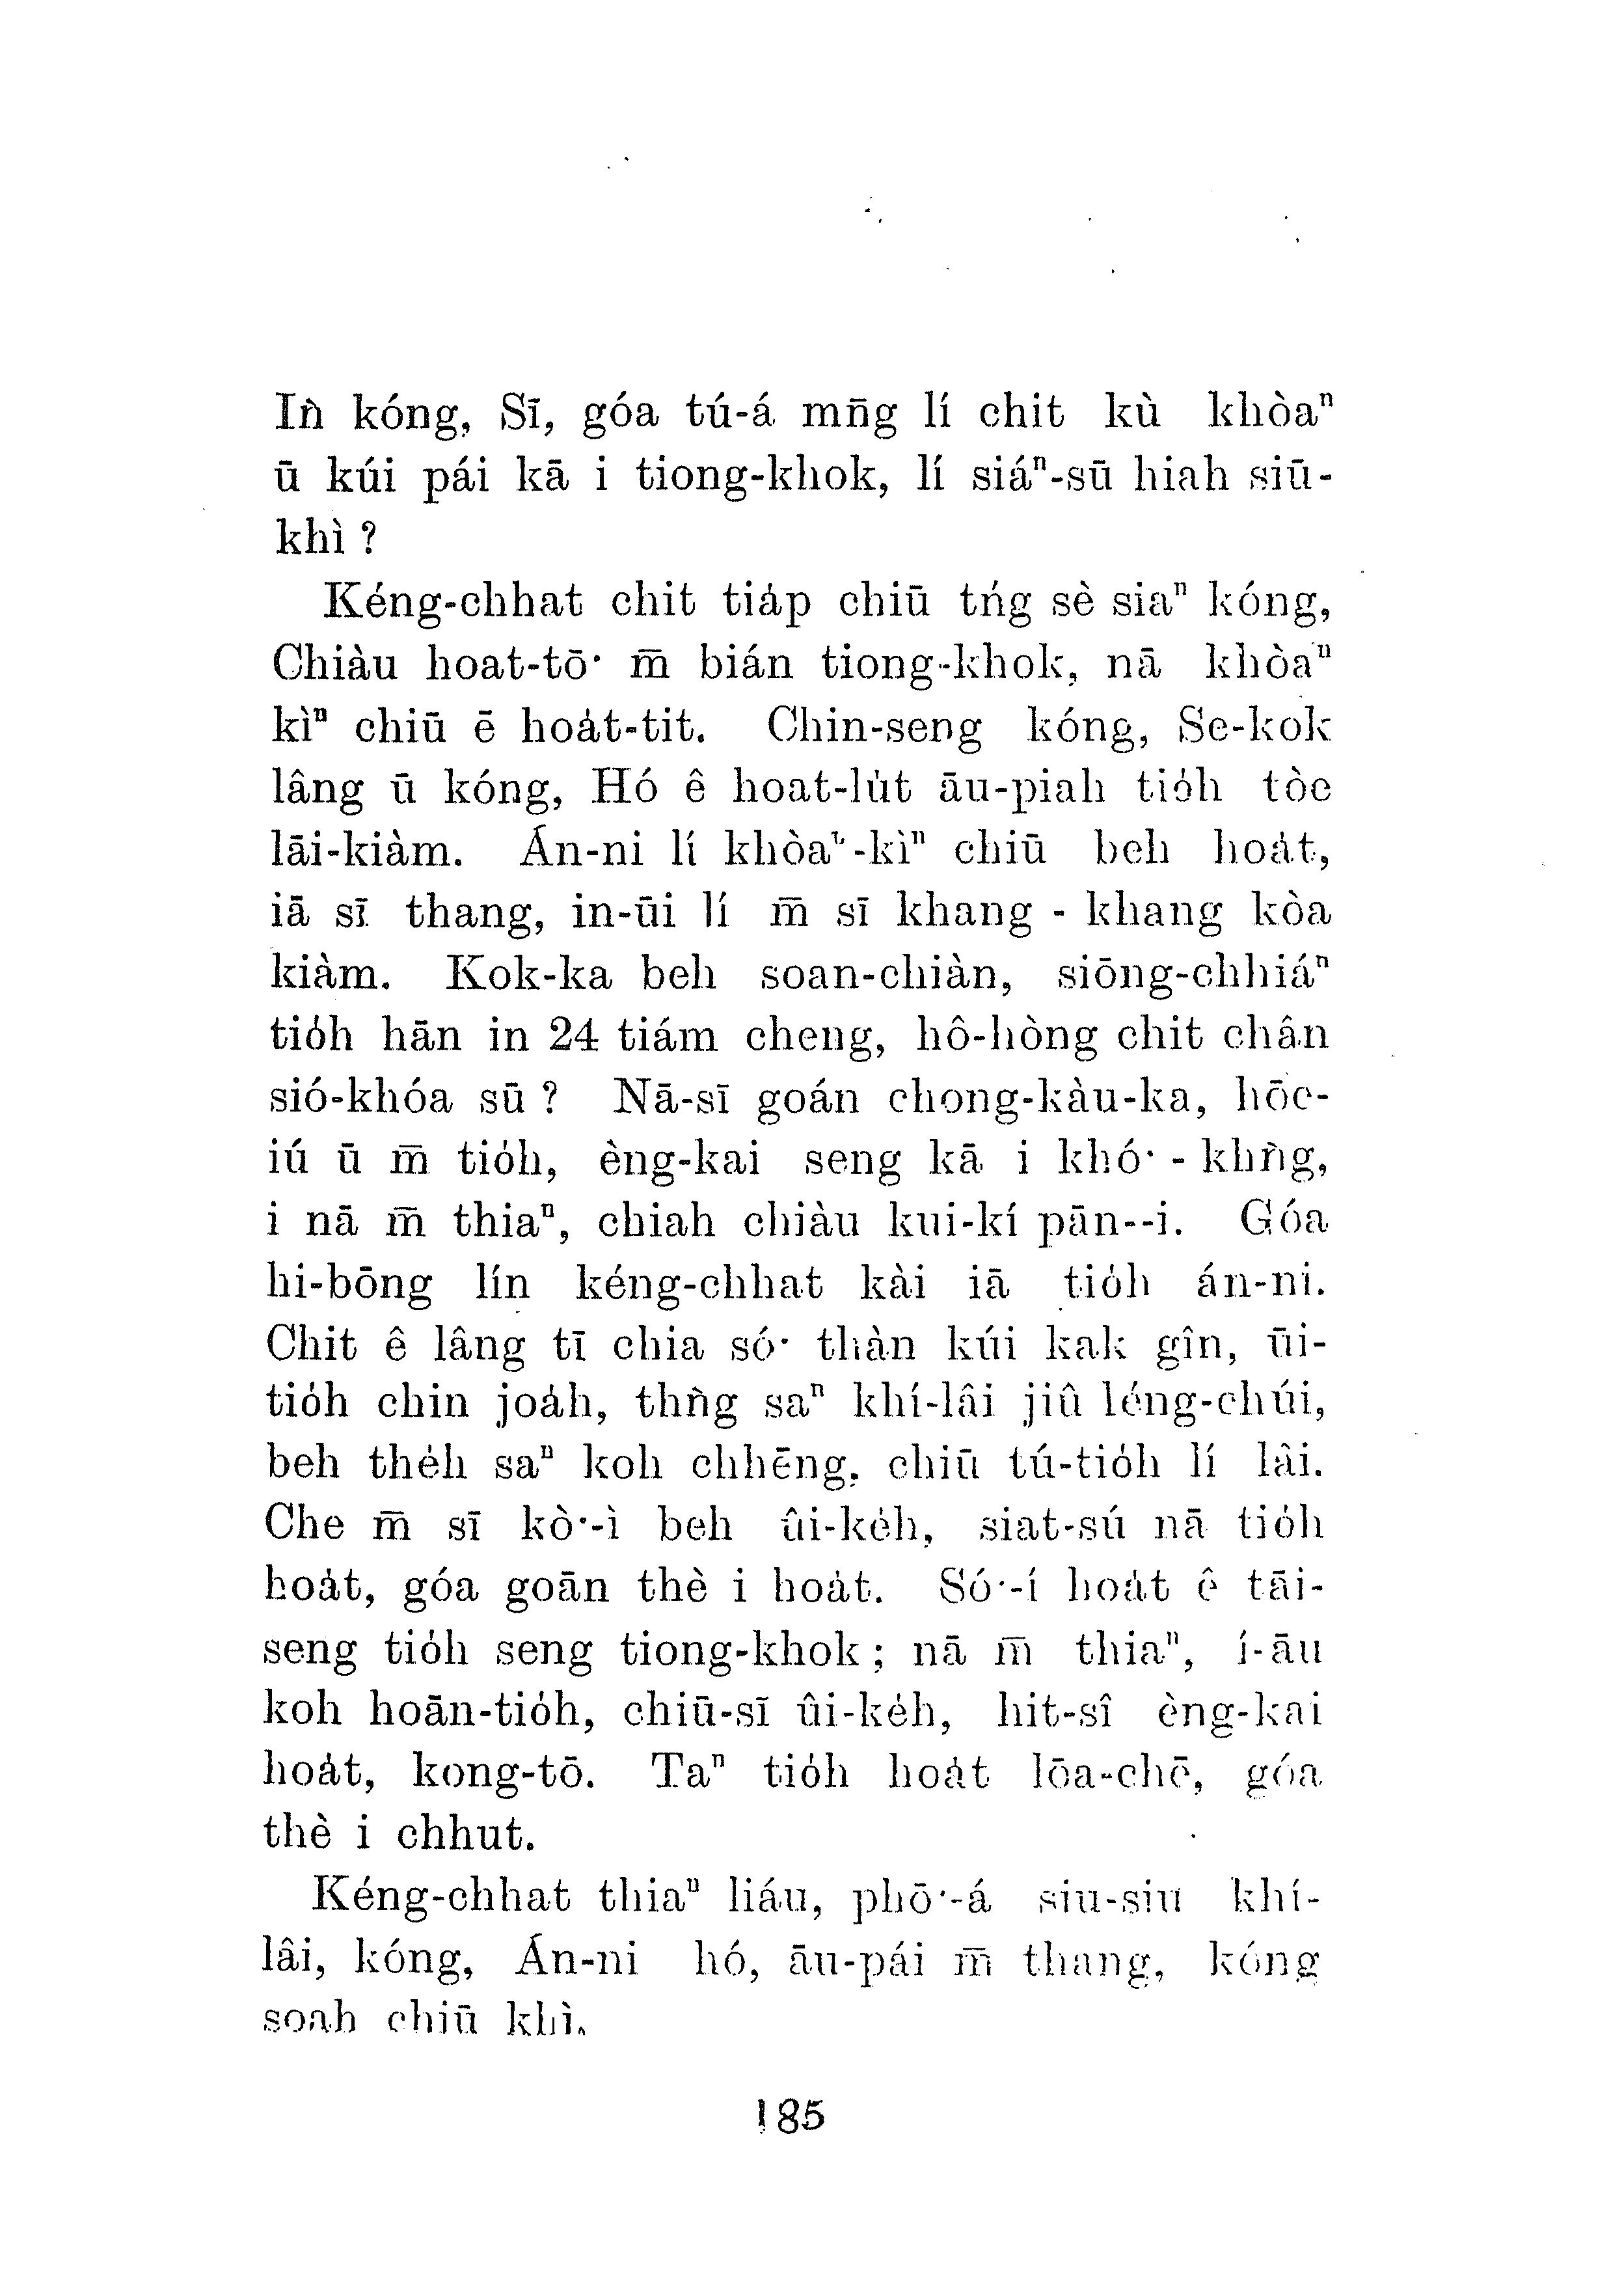 Iǹ kóng, Sī, góa tú-á mn̄g lí chit kù khòaⁿ
ū kúi pái kā i tiong-khok, lí siáⁿ-sū hiah siū-
khì ?
Kéng-chhat chit tia̍p chiū tńg sè siaⁿ kóng,
Chiàu hoat-tō͘ m̄ bián tiong-khok, nā khòaⁿ
kìⁿ chiū ē hoa̍t-tit. Chin-seng kóng, Se-kok
lâng ū kóng, Hó ê hoat-lu̍t āu-piah tio̍h tòe
lāi-kiàm. Án-ni lí khòaⁿ-kìⁿ chiū beh hoa̍t,
iā sī thang, in-ūi lí m̄ sī khang - khang kòa
kiàm. Kok-ka beh soan-chiàn, siōng-chhiáⁿ
tio̍h hān in 24 tiám cheng, hô-hòng chit chân
sió-khóa sū ? Nā-sī goán chong-kàu-ka, hōe-
iú ū m̄ tio̍h, èng-kai seng kā i khó͘ - khǹg,
i nā m̄ thiaⁿ, chiah chiàu kui-kí pān--i. Góa
hi-bōng lín kéng-chhat kài iā tio̍h án-ni.
Chit ê lâng tī chia só͘ thàn kúi kak gîn, ūi-
tio̍h chin joa̍h, thǹg saⁿ khí-lâi jiû léng-chúi,
beh the̍h saⁿ koh chhēng, chiū tú-tio̍h lí lâi.
Che m̄ sī kò͘-ì beh ûi-ke̍h, siat-sú nā tio̍h
hoa̍t, góa goān thè i hoa̍t. Só͘-í hoa̍t ê tāi-
seng tio̍h seng tiong-khok ; nā m̄ thiaⁿ, í-āu
koh hoān-tio̍h, chiū-sī ûi-ke̍h, hit-sî èng-kai
hoa̍t, kong-tō. Taⁿ tio̍h hoa̍t lōa-chē, góa
thè i chhut.
Kéng-chhat thiaⁿ liáu, phō͘-á siu-siu khí-
lâi, kóng, Án-ni hó, āu-pái m̄ thang, kóng
soah chiū khì.
185